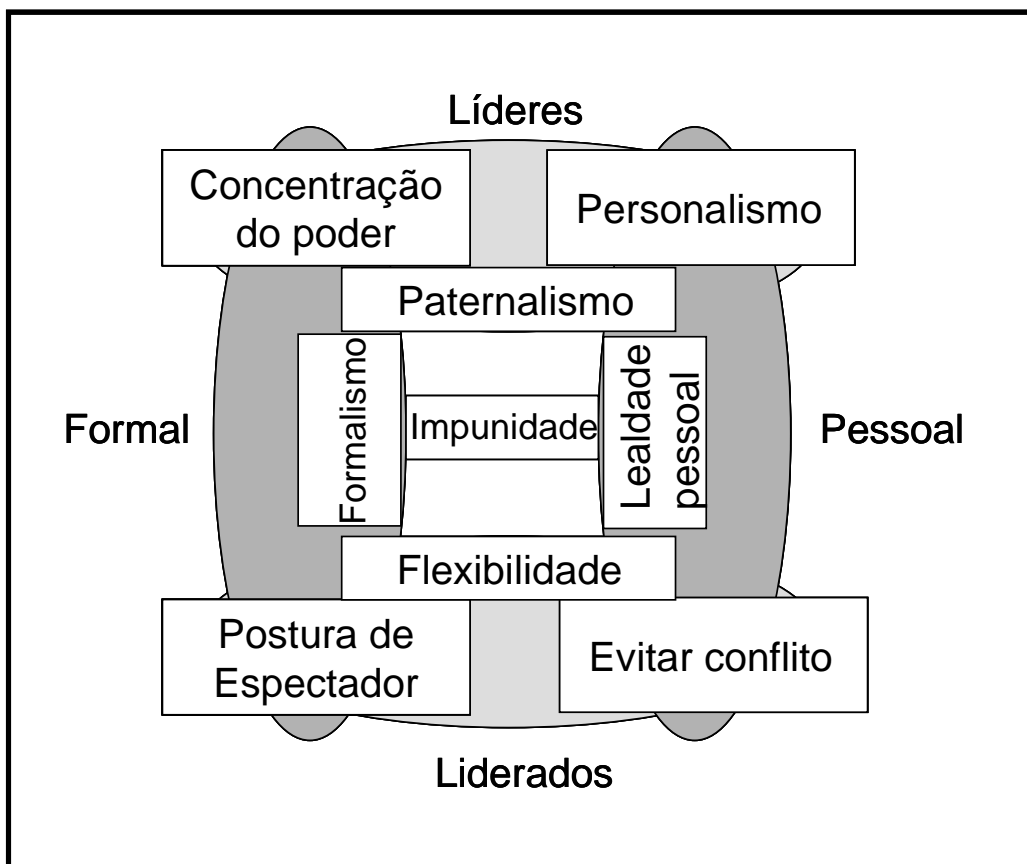 Líderes
Concentração
do poder
Personalismo
Paternalismo
Formalismo
Lealdade
pessoal
Formal
Impunidade
Pessoal
Flexibilidade
Postura de
Espectador
Evitar conflito
Liderados